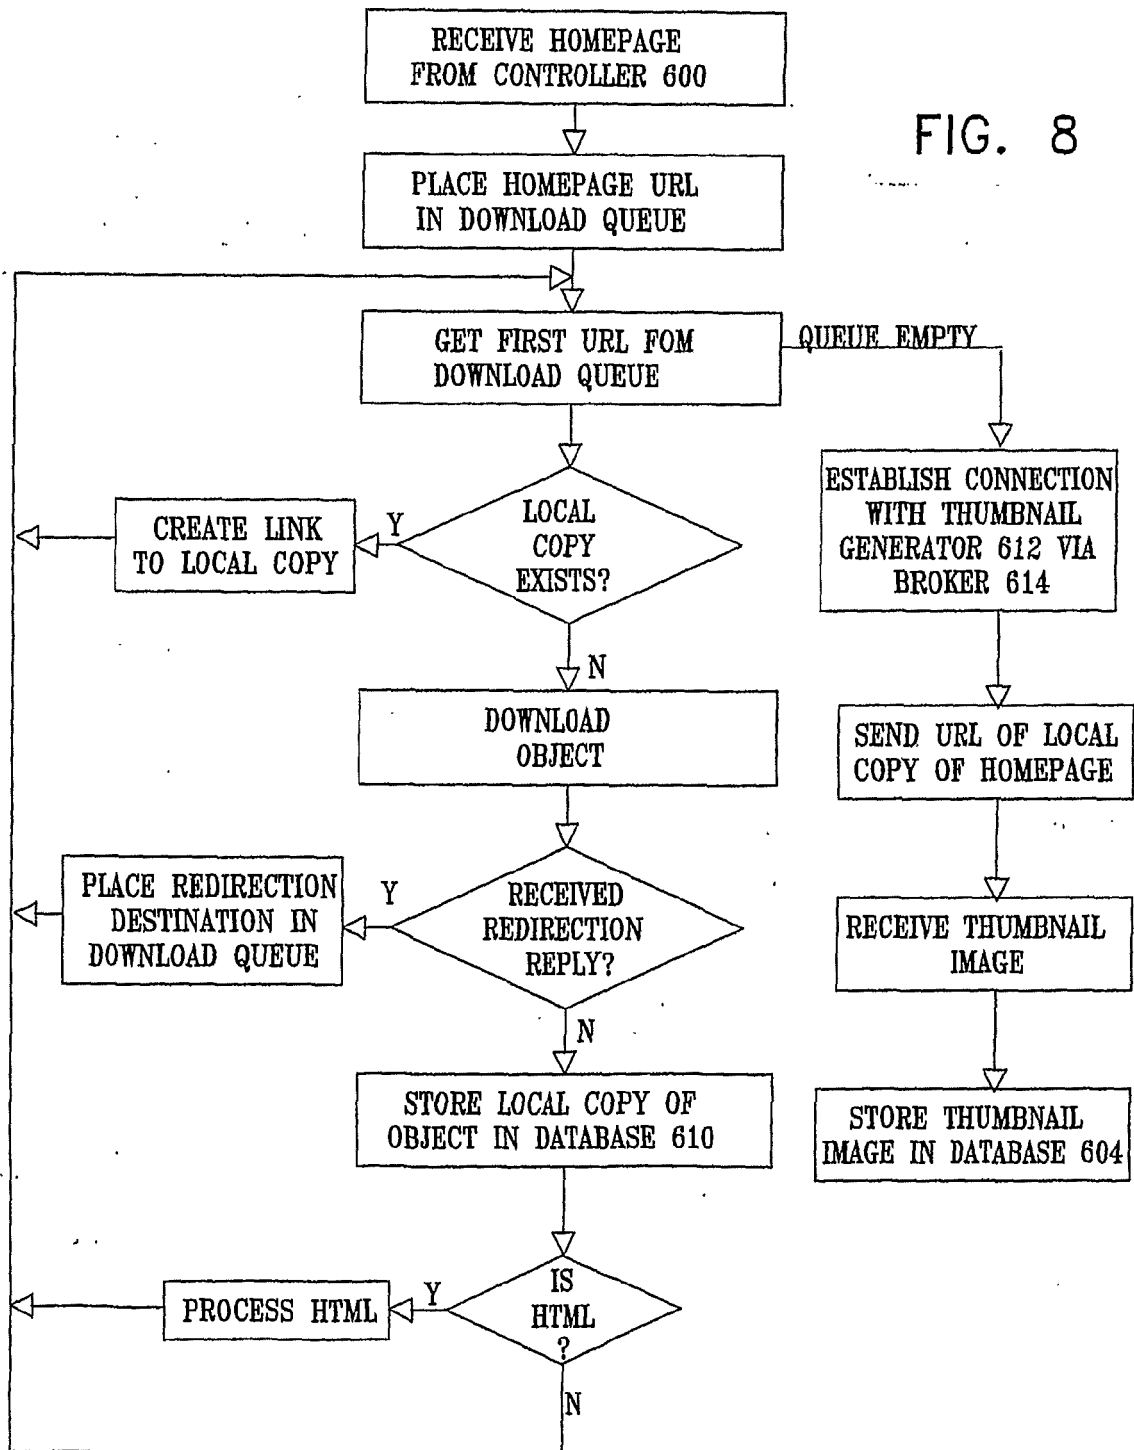 RECEIVE HOMEPAGE
FROM CONTROLLER 600
FIG. 8
PLACE HOMEPAGE URL
IN DOWNLOAD QUEUE
GET FIRST URL FOM
DOWNLOAD QUEUE
QUEUE EMPTY
LOCAL
COPY
EXISTS?
Y
CREATE LINK
TO LOCAL COPY
N
DOWNLOAD
OBJECT
RECEIVED
REDIRECTION
REPLY?
Y
PLACE REDIRECTION
DESTINATION IN
DOWNLOAD QUEUE
N
STORE LOCAL COPY OF
OBJECT IN DATABASE 610
IS
HTML
?
Y
PROCESS HTML
N
ESTABLISH CONNECTION
WITH THUMBNAIL
GENERATOR 612 VIA
BROKER 614
SEND URL OF LOCAL
COPY OF HOMEPAGE
RECEIVE THUMBNAIL
IMAGE
STORE THUMBNAIL
IMAGE IN DATABASE 604